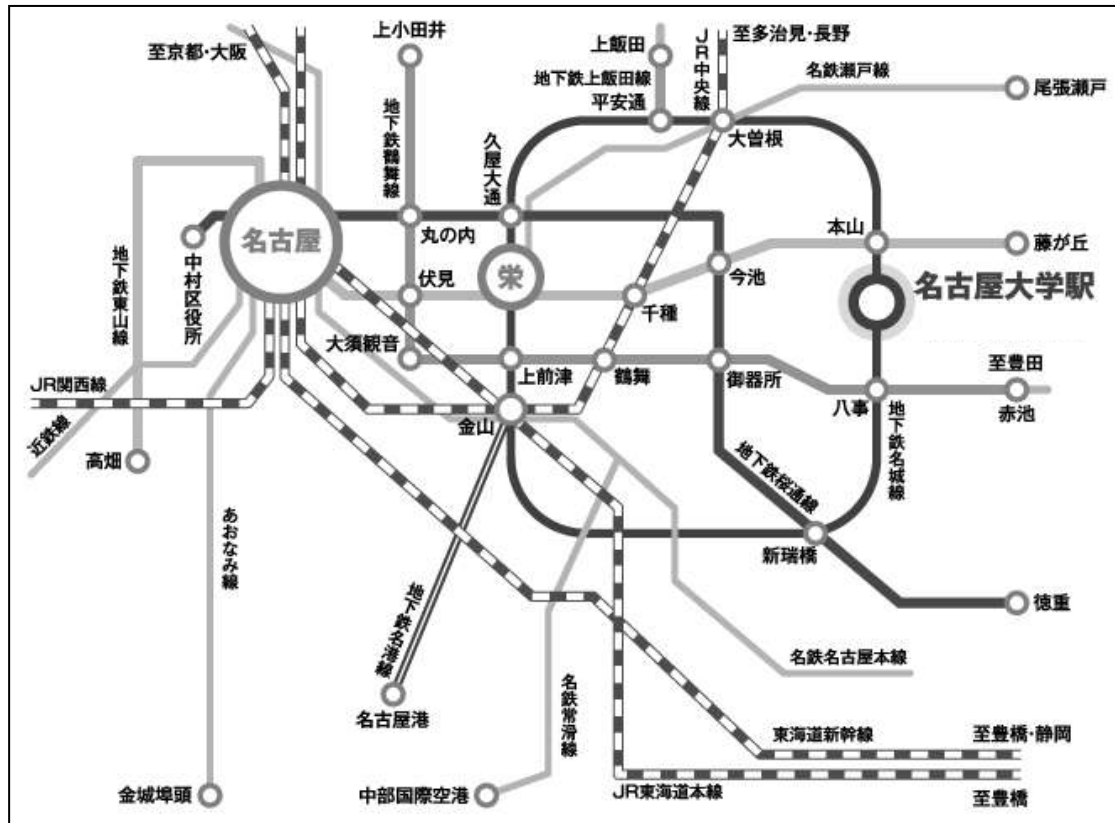 至京都・大阪
上小田井
上飯田
地下鉄上飯田線
平安通
JR中央線
至多治見・長野
名鉄瀬戸線
尾張瀬戸
大曽根
地下鉄鶴舞線
久屋大通
名古屋
丸の内
栄
本山
藤が丘
地下鉄東山線
中村区役所
伏見
千種
今池
名古屋大学駅
大須観音
上前津
鶴舞
御器所
八事
至豊田
赤池
JR関西線
近鉄線
高畑
金山
地下鉄名城線
地下鉄桜通線
あおなみ線
新瑞橋
徳重
地下鉄名港線
名古屋港
名鉄常滑線
名鉄名古屋本線
東海道新幹線
至豊橋・静岡
金城埠頭
中部国際空港
JR東海道本線
至豊橋